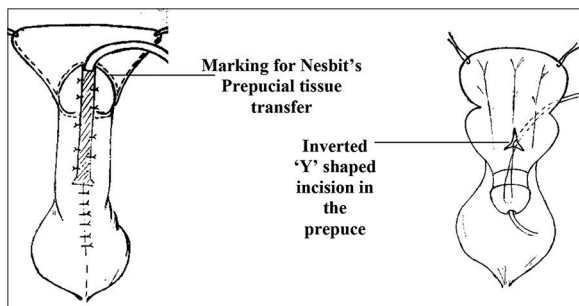 Marking for Nesbit's
Prepucial tissue
transfer
Inverted
'Y' shaped
incision in
the
prepuce